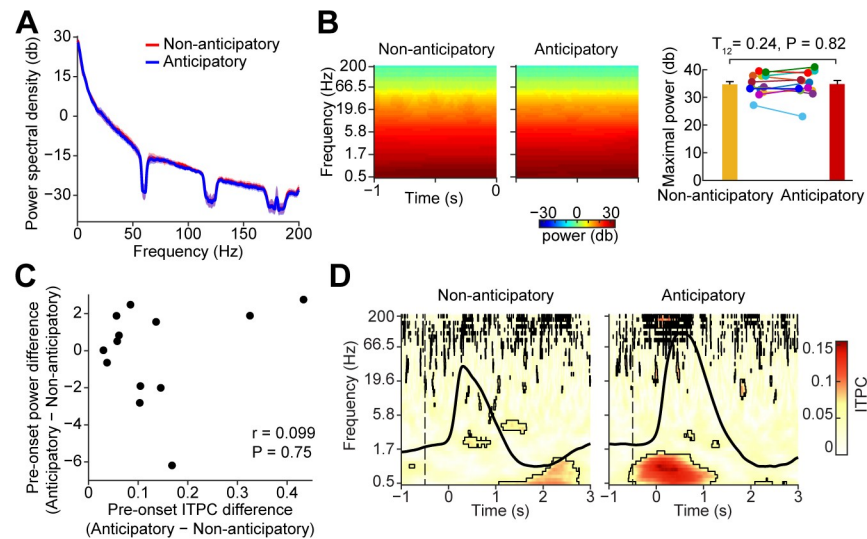 A
Power spectral density (db)
30
15
0
−15
−30
Non-anticipatory
Anticipatory
0
50
100
150
200
Frequency (Hz)
B
Non-anticipatory
Anticipatory
Frequency (Hz)
200
66.5
19.6
5.8
1.7
0.5
−1
0
Time (s)
−30
0
30
power (db)
T12= 0.24, P = 0.82
Maximal power (db)
40
30
20
10
0
Non-anticipatory
Anticipatory
C
Pre-onset power difference
(Anticipatory − Non-anticipatory)
2
0
−2
−4
−6
r = 0.099
P = 0.75
0
0.1
0.2
0.3
0.4
Pre-onset ITPC difference
(Anticipatory − Non-anticipatory)
D
Non-anticipatory
Anticipatory
Frequency (Hz)
200
66.5
19.6
5.8
1.7
0.5
−1
0
1
2
3
Time (s)
−1
0
1
2
3
Time (s)
0.15
0.10
0.05
0
ITPC